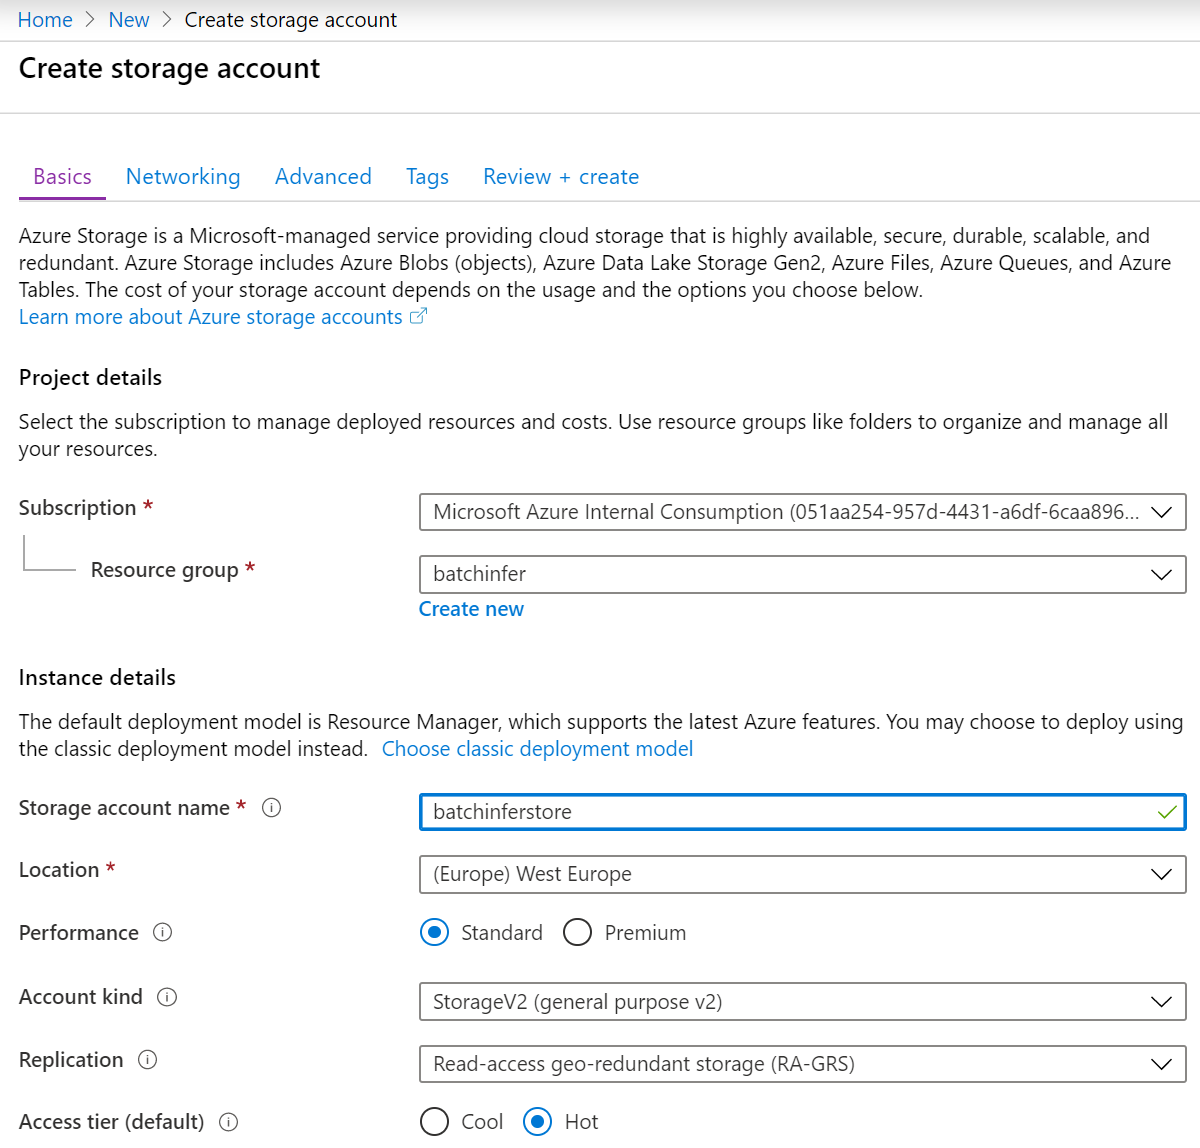 Home > New > Create storage account
Create storage account
Basics Networking Advanced Tags Review + create
Azure Storage is a Microsoft-managed service providing cloud storage that is highly available, secure, durable, scalable, and
redundant. Azure Storage includes Azure Blobs (objects), Azure Data Lake Storage Gen2, Azure Files, Azure Queues, and Azure
Tables. The cost of your storage account depends on the usage and the options you choose below.
Learn more about Azure storage accounts
Project details
Select the subscription to manage deployed resources and costs. Use resource groups like folders to organize and manage all
your resources.
Subscription * Microsoft Azure Internal Consumption (051aa254-957d-4431-a6df-6caa896...
Resource group * batchinfer
Create new
Instance details
The default deployment model is Resource Manager, which supports the latest Azure features. You may choose to deploy using
the classic deployment model instead. Choose classic deployment model
Storage account name * batchinferstore
Location * (Europe) West Europe
Performance Standard Premium
Account kind StorageV2 (general purpose v2)
Replication Read-access geo-redundant storage (RA-GRS)
Access tier (default) Cool Hot